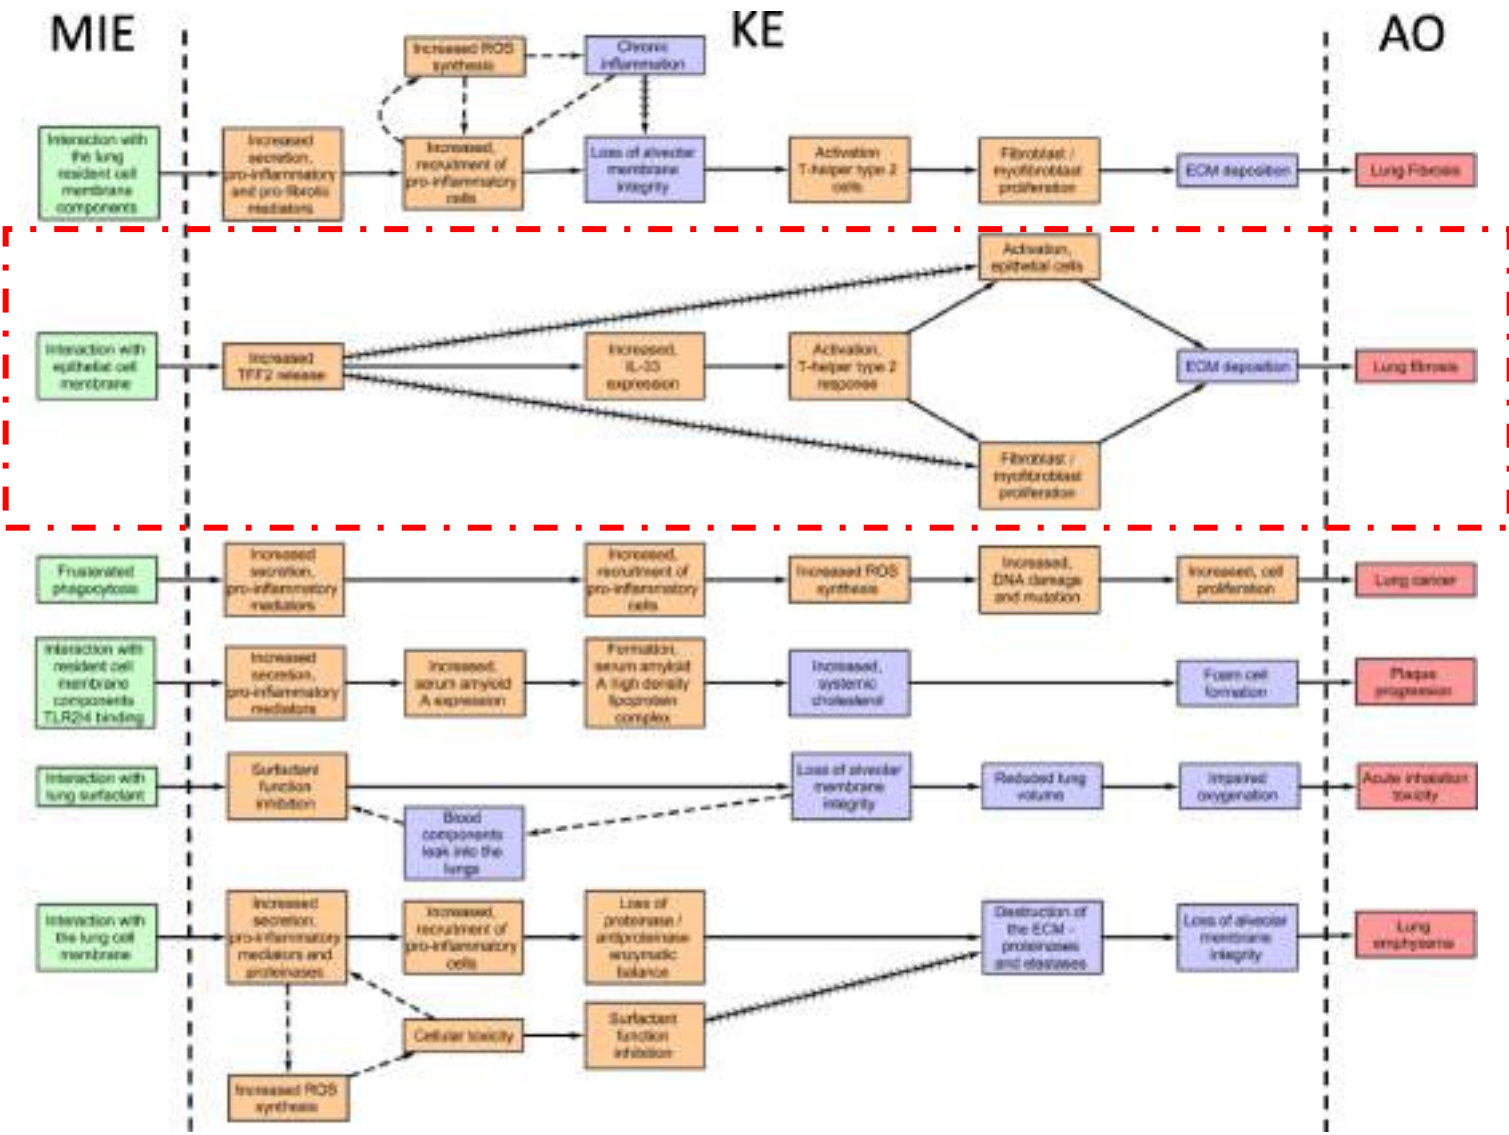 MIE
KE
AO
Increased ROS
synthesis
Chronic
inflammation
Interaction with
the lung
resident cell
membrane
components
Increased
secretion,
pro-inflammatory
and pro-fibrotic
mediators
Increased,
recruitment of
pro-inflammatory
cells
Loss of alveolar
membrane
integrity
Activation
T-helper type 2
cells
Fibroblast /
myofibroblast
proliferation
ECM deposition
Lung Fibrosis
Activation,
epithelial cells
Interaction with
epithelial cell
membrane
Increased
TFF2 release
Increased,
IL-33
expression
Activation,
T-helper type 2
response
ECM deposition
Lung fibrosis
Fibroblast /
myofibroblast
proliferation
Frusterated
phagocytosis
Increased
secretion,
pro-inflammatory
mediators
Increased,
recruitment of
pro-inflammatory
cells
Increased ROS
synthesis
Increased,
DNA damage
and mutation
Increased, cell
proliferation
Lung cancer
Interaction with
resident cell
membrane
components
TLR2/4 binding
Increased
secretion,
pro-inflammatory
mediators
Increased,
serum amyloid
A expression
Formation,
serum amyloid
A high density
lipoprotein
complex
Increased,
systemic
cholesterol
Foam cell
formation
Plaque
progression
Interaction with
lung surfactant
Surfactant
function
inhibition
Blood
components
leak into the
lungs
Loss of alveolar
membrane
integrity
Reduced lung
volume
Impaired
oxygenation
Acute inhalation
toxicity
Interaction with
the lung cell
membrane
Increased
secretion,
pro-inflammatory
mediators and
proteinases
Increased,
recruitment of
pro-inflammatory
cells
Loss of
proteinase /
antiproteinase
enzymatic
balance
Destruction of
the ECM -
proteinases
and elastases
Loss of alveolar
membrane
integrity
Lung
emphysema
Cellular toxicity
Surfactant
function
inhibition
Increased ROS
synthesis